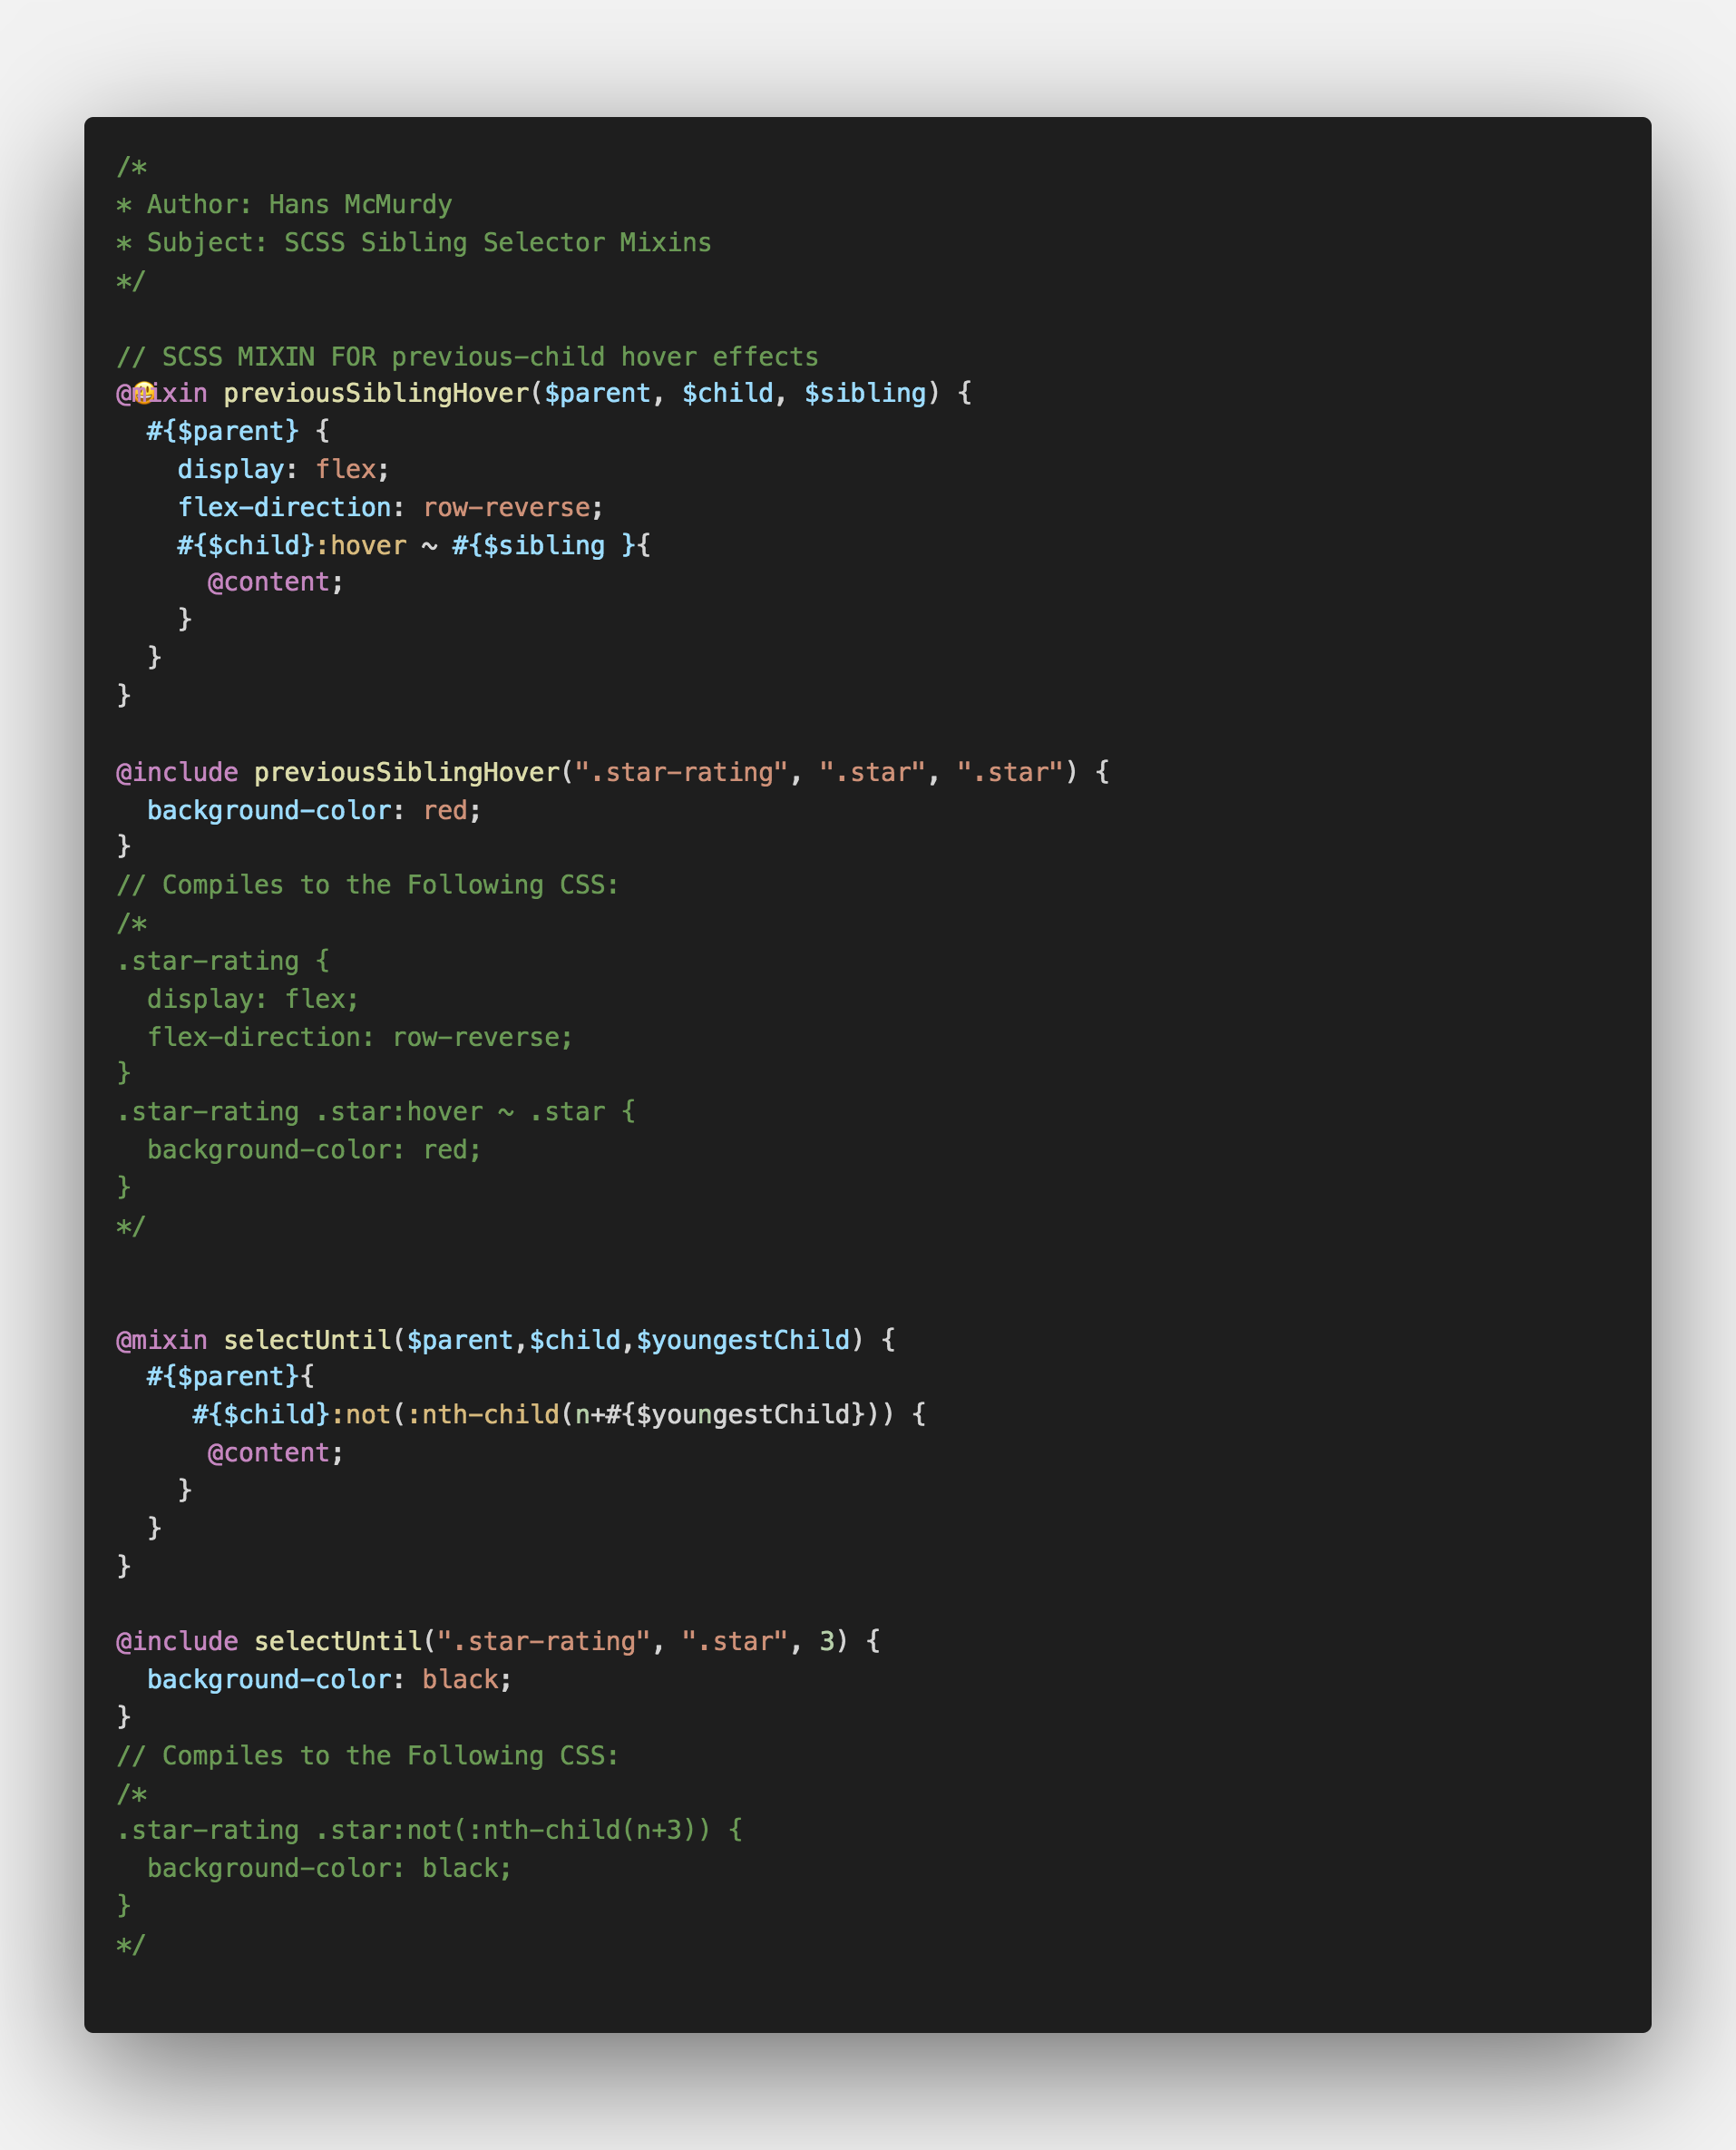 /*
* Author: Hans McMurdy
* Subject: SCSS Sibling Selector Mixins
*/
// SCSS MIXIN FOR previous-child hover effects
@mixin previousSiblingHover($parent, $child, $sibling) {
  #{$parent} {
    display: flex;
    flex-direction: row-reverse;
    #{$child}:hover ~ #{$sibling }{
      @content;
    }
  }
}
@include previousSiblingHover(".star-rating", ".star", ".star") {
  background-color: red;
}
// Compiles to the Following CSS:
/*
.star-rating {
  display: flex;
  flex-direction: row-reverse;
}
.star-rating .star:hover ~ .star {
  background-color: red;
}
*/
@mixin selectUntil($parent,$child,$youngestChild) {
  #{$parent}{
     #{$child}:not(:nth-child(n+#{$youngestChild})) {
      @content;
    }
  }
}
@include selectUntil(".star-rating", ".star", 3) {
  background-color: black;
}
// Compiles to the Following CSS:
/*
.star-rating .star:not(:nth-child(n+3)) {
  background-color: black;
}
*/